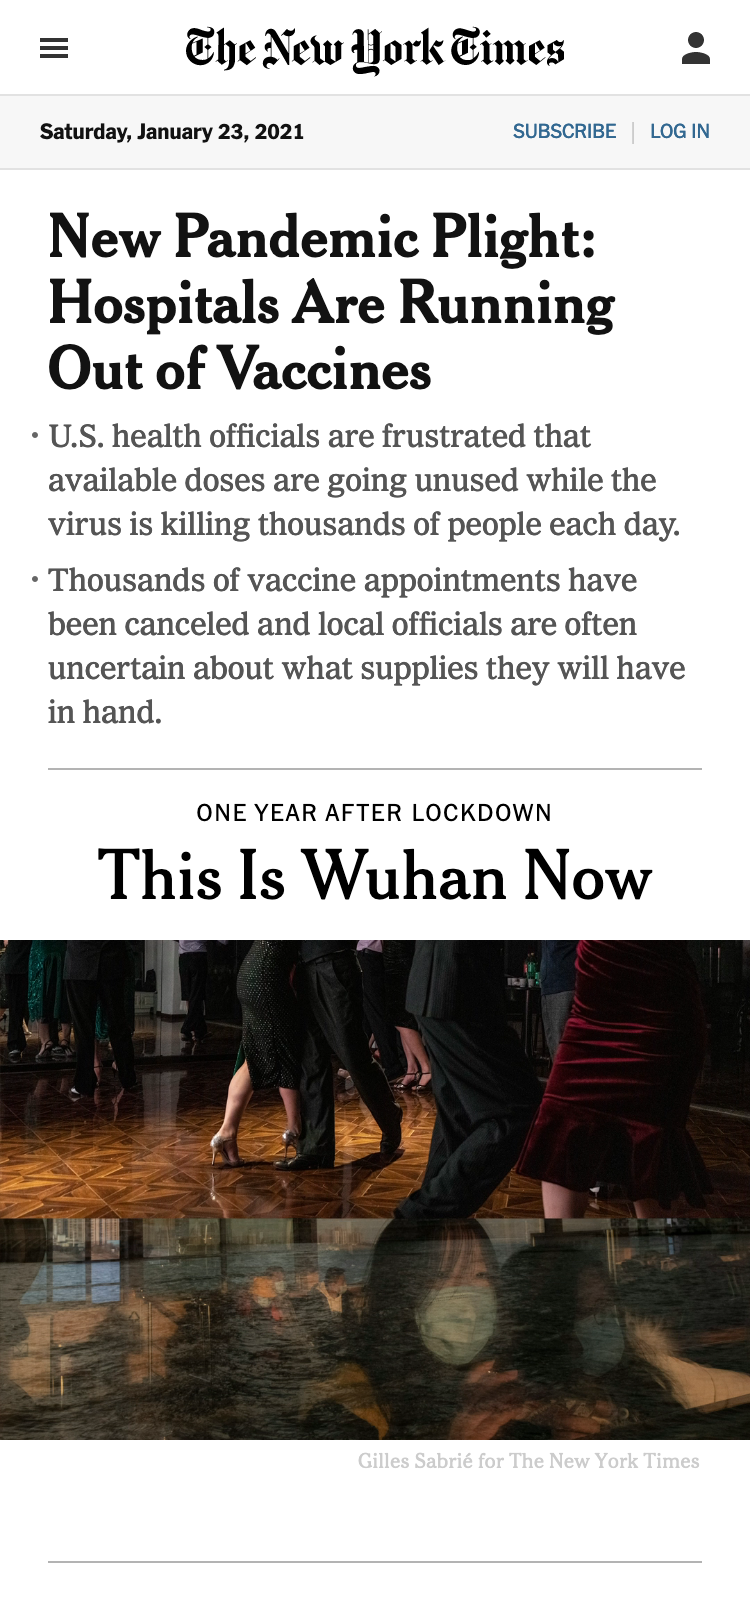 The New York Times
Saturday, January 23, 2021
SUBSCRIBE | LOG IN
New Pandemic Plight:
Hospitals Are Running
Out of Vaccines
• U.S. health officials are frustrated that
available doses are going unused while the
virus is killing thousands of people each day.
• Thousands of vaccine appointments have
been canceled and local officials are often
uncertain about what supplies they will have
in hand.
ONE YEAR AFTER LOCKDOWN
This Is Wuhan Now
Gilles Sabrié for The New York Times